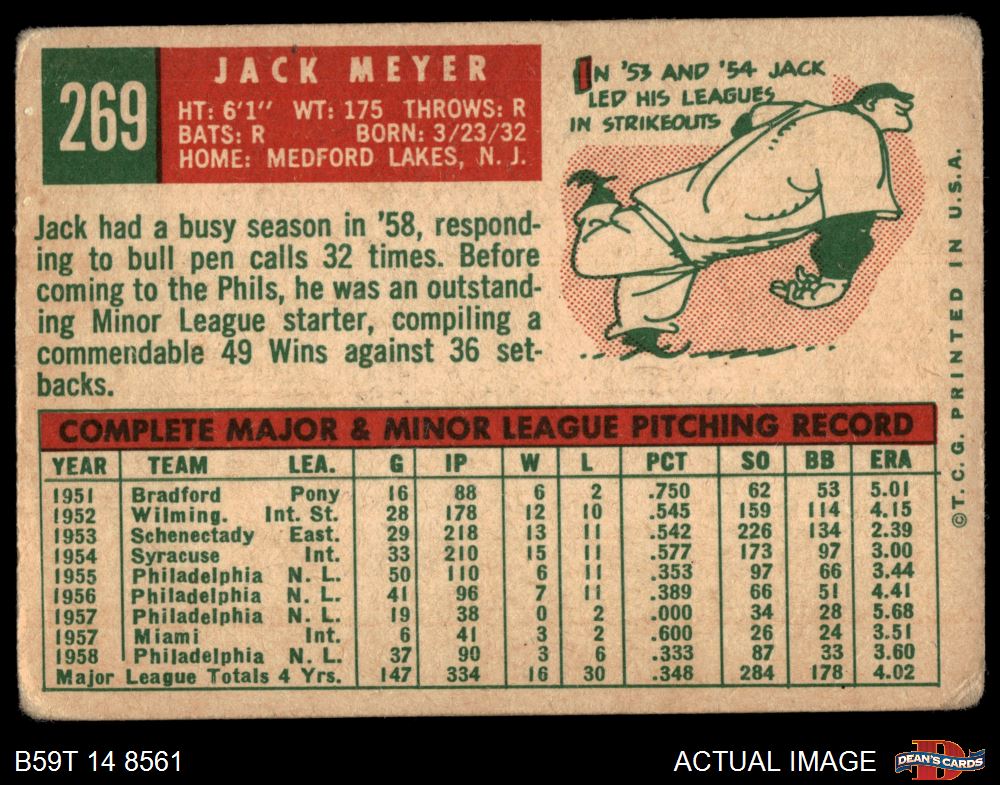 269
JACK MEYER
HT: 6'1" WT: 175 THROWS: R
BATS: R BORN: 3/23/32
HOME: MEDFORD LAKES, N. J.
IN '53 AND '54 JACK
LED HIS LEAGUES
IN STRIKEOUTS
Jack had a busy season in '58, respond-
ing to bull pen calls 32 times. Before
coming to the Phils, he was an outstand-
ing Minor League starter, compiling a
commendable 49 Wins against 36 set-
backs.
COMPLETE MAJOR & MINOR LEAGUE PITCHING RECORD
YEAR TEAM LEA. G IP W L PCT SO BB ERA
1951 Bradford Pony 16 88 6 2 .750 62 53 5.01
1952 Wilming. Int. St. 28 178 12 10 .545 159 114 4.15
1953 Schenectady East. 29 218 13 11 .542 226 134 2.39
1954 Syracuse Int. 33 210 15 11 .577 173 97 3.00
1955 Philadelphia N. L. 50 110 6 11 .353 97 66 3.44
1956 Philadelphia N. L. 41 96 7 11 .389 66 51 4.41
1957 Philadelphia N. L. 19 38 0 2 .000 34 28 5.68
1957 Miami Int. 6 41 3 2 .600 26 24 3.51
1958 Philadelphia N. L. 37 90 3 6 .333 87 33 3.60
Major League Totals 4 Yrs. 147 334 16 30 .348 284 178 4.02
©T. C. G. PRINTED IN U.S.A.
B59T 14 8561
ACTUAL IMAGE
D
DEAN'S CARDS